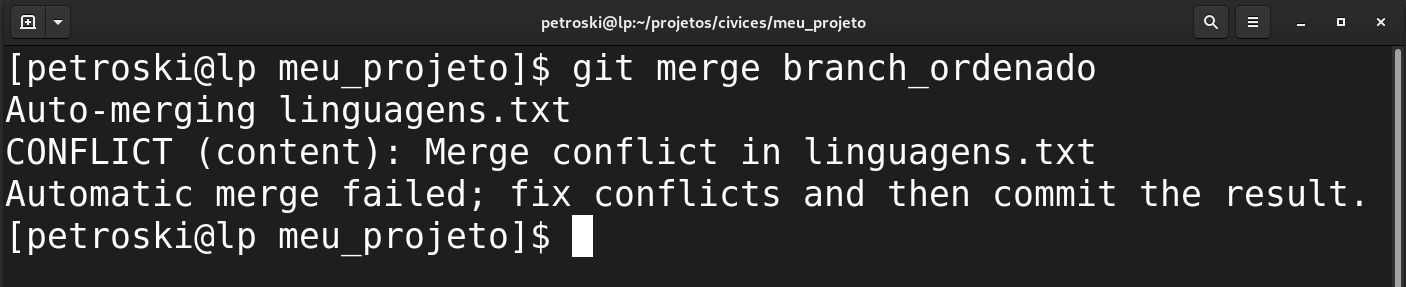 petroski@lp:~/projetos/civices/meu_projeto
[petroski@lp meu_projeto]$ git merge branch_ordenado
Auto-merging linguagens.txt
CONFLICT (content): Merge conflict in linguagens.txt
Automatic merge failed; fix conflicts and then commit the result.
[petroski@lp meu_projeto]$